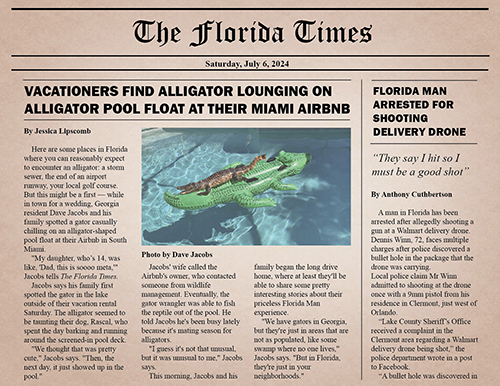 The Florida Times
Saturday, July 6, 2024
VACATIONERS FIND ALLIGATOR LOUNGING ON
ALLIGATOR POOL FLOAT AT THEIR MIAMI AIRBNB
By Jessica Lipscomb
Here are some places in Florida
where you can reasonably expect
to encounter an alligator: a storm
sewer, the end of an airport
runway, your local golf course.
But this might be a first — while
in town for a wedding, Georgia
resident Dave Jacobs and his
family spotted a gator casually
chilling on an alligator-shaped
pool float at their Airbnb in South
Miami.
"My daughter, who's 14, was
like, 'Dad, this is soooo meta,'"
Jacobs tells The Florida Times.
Jacobs says his family first
spotted the gator in the lake
outside of their vacation rental
Saturday. The alligator seemed to
be taunting their dog, Rascal, who
spent the day barking and running
around the screened-in pool deck.
"We thought that was pretty
cute," Jacobs says. "Then, the
next day, it just showed up in the
pool."
Photo by Dave Jacobs
Jacobs' wife called the
Airbnb's owner, who contacted
someone from wildlife
management. Eventually, the
gator wrangler was able to fish
the reptile out of the pool. He
told Jacobs he's been busy lately
because it's mating season for
alligators.
"I guess it's not that unusual,
but it was unusual to me," Jacobs
says.
This morning, Jacobs and his
family began the long drive
home, where at least they'll be
able to share some pretty
interesting stories about their
priceless Florida Man
experience.
"We have gators in Georgia,
but they're just in areas that are
not as populated, like some
swamp where no one lives,"
Jacobs says. "But in Florida,
they're just in your
neighborhoods."
FLORIDA MAN
ARRESTED FOR
SHOOTING
DELIVERY DRONE
“They say I hit so I
must be a good shot”
By Anthony Cuthbertson
A man in Florida has been
arrested after allegedly shooting a
gun at a Walmart delivery drone.
Dennis Winn, 72, faces multiple
charges after police discovered a
bullet hole in the package that the
drone was carrying.
Local police claim Mr Winn
admitted to shooting at the drone
once with a 9mm pistol from his
residence in Clermont, just west of
Orlando.
“Lake County Sheriff’s Office
received a complaint in the
Clermont area regarding a Walmart
delivery drone being shot,” the
police department wrote in a post
to Facebook.
“A bullet hole was discovered in